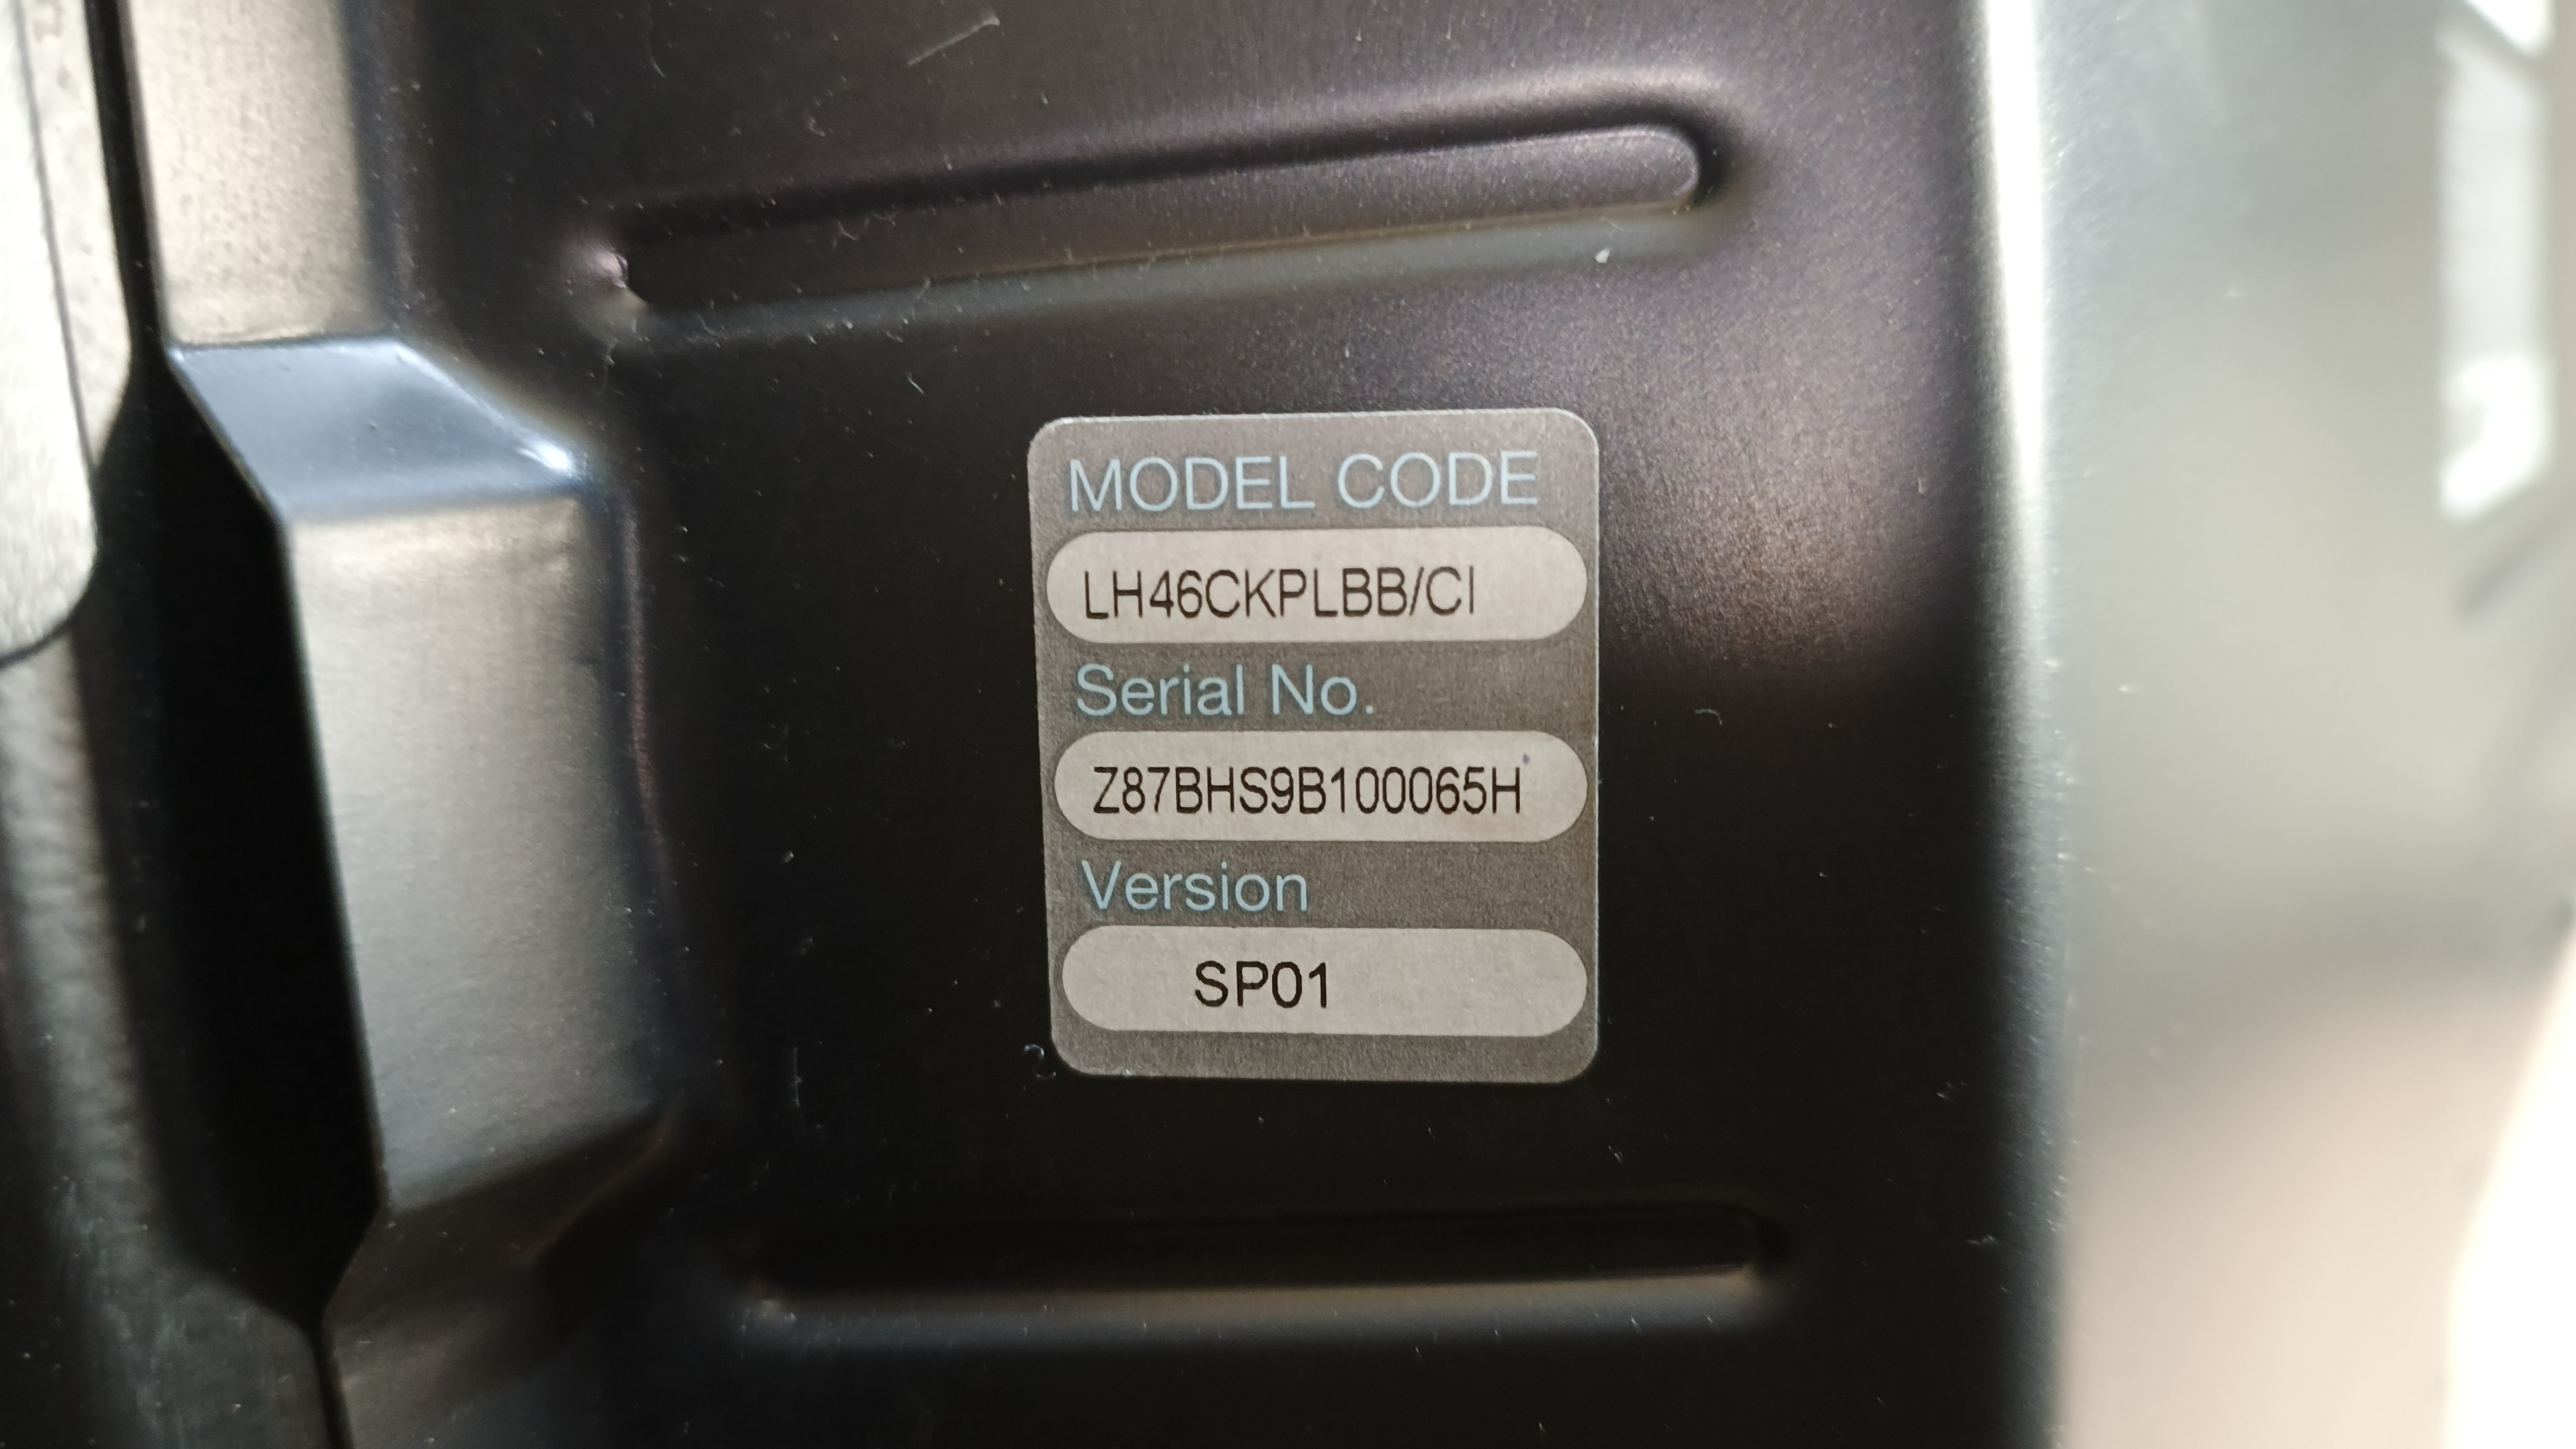 MODEL CODE
LH46CKPLBB/CI
Serial No.
Z87BHS9B100065H
Version
SP01